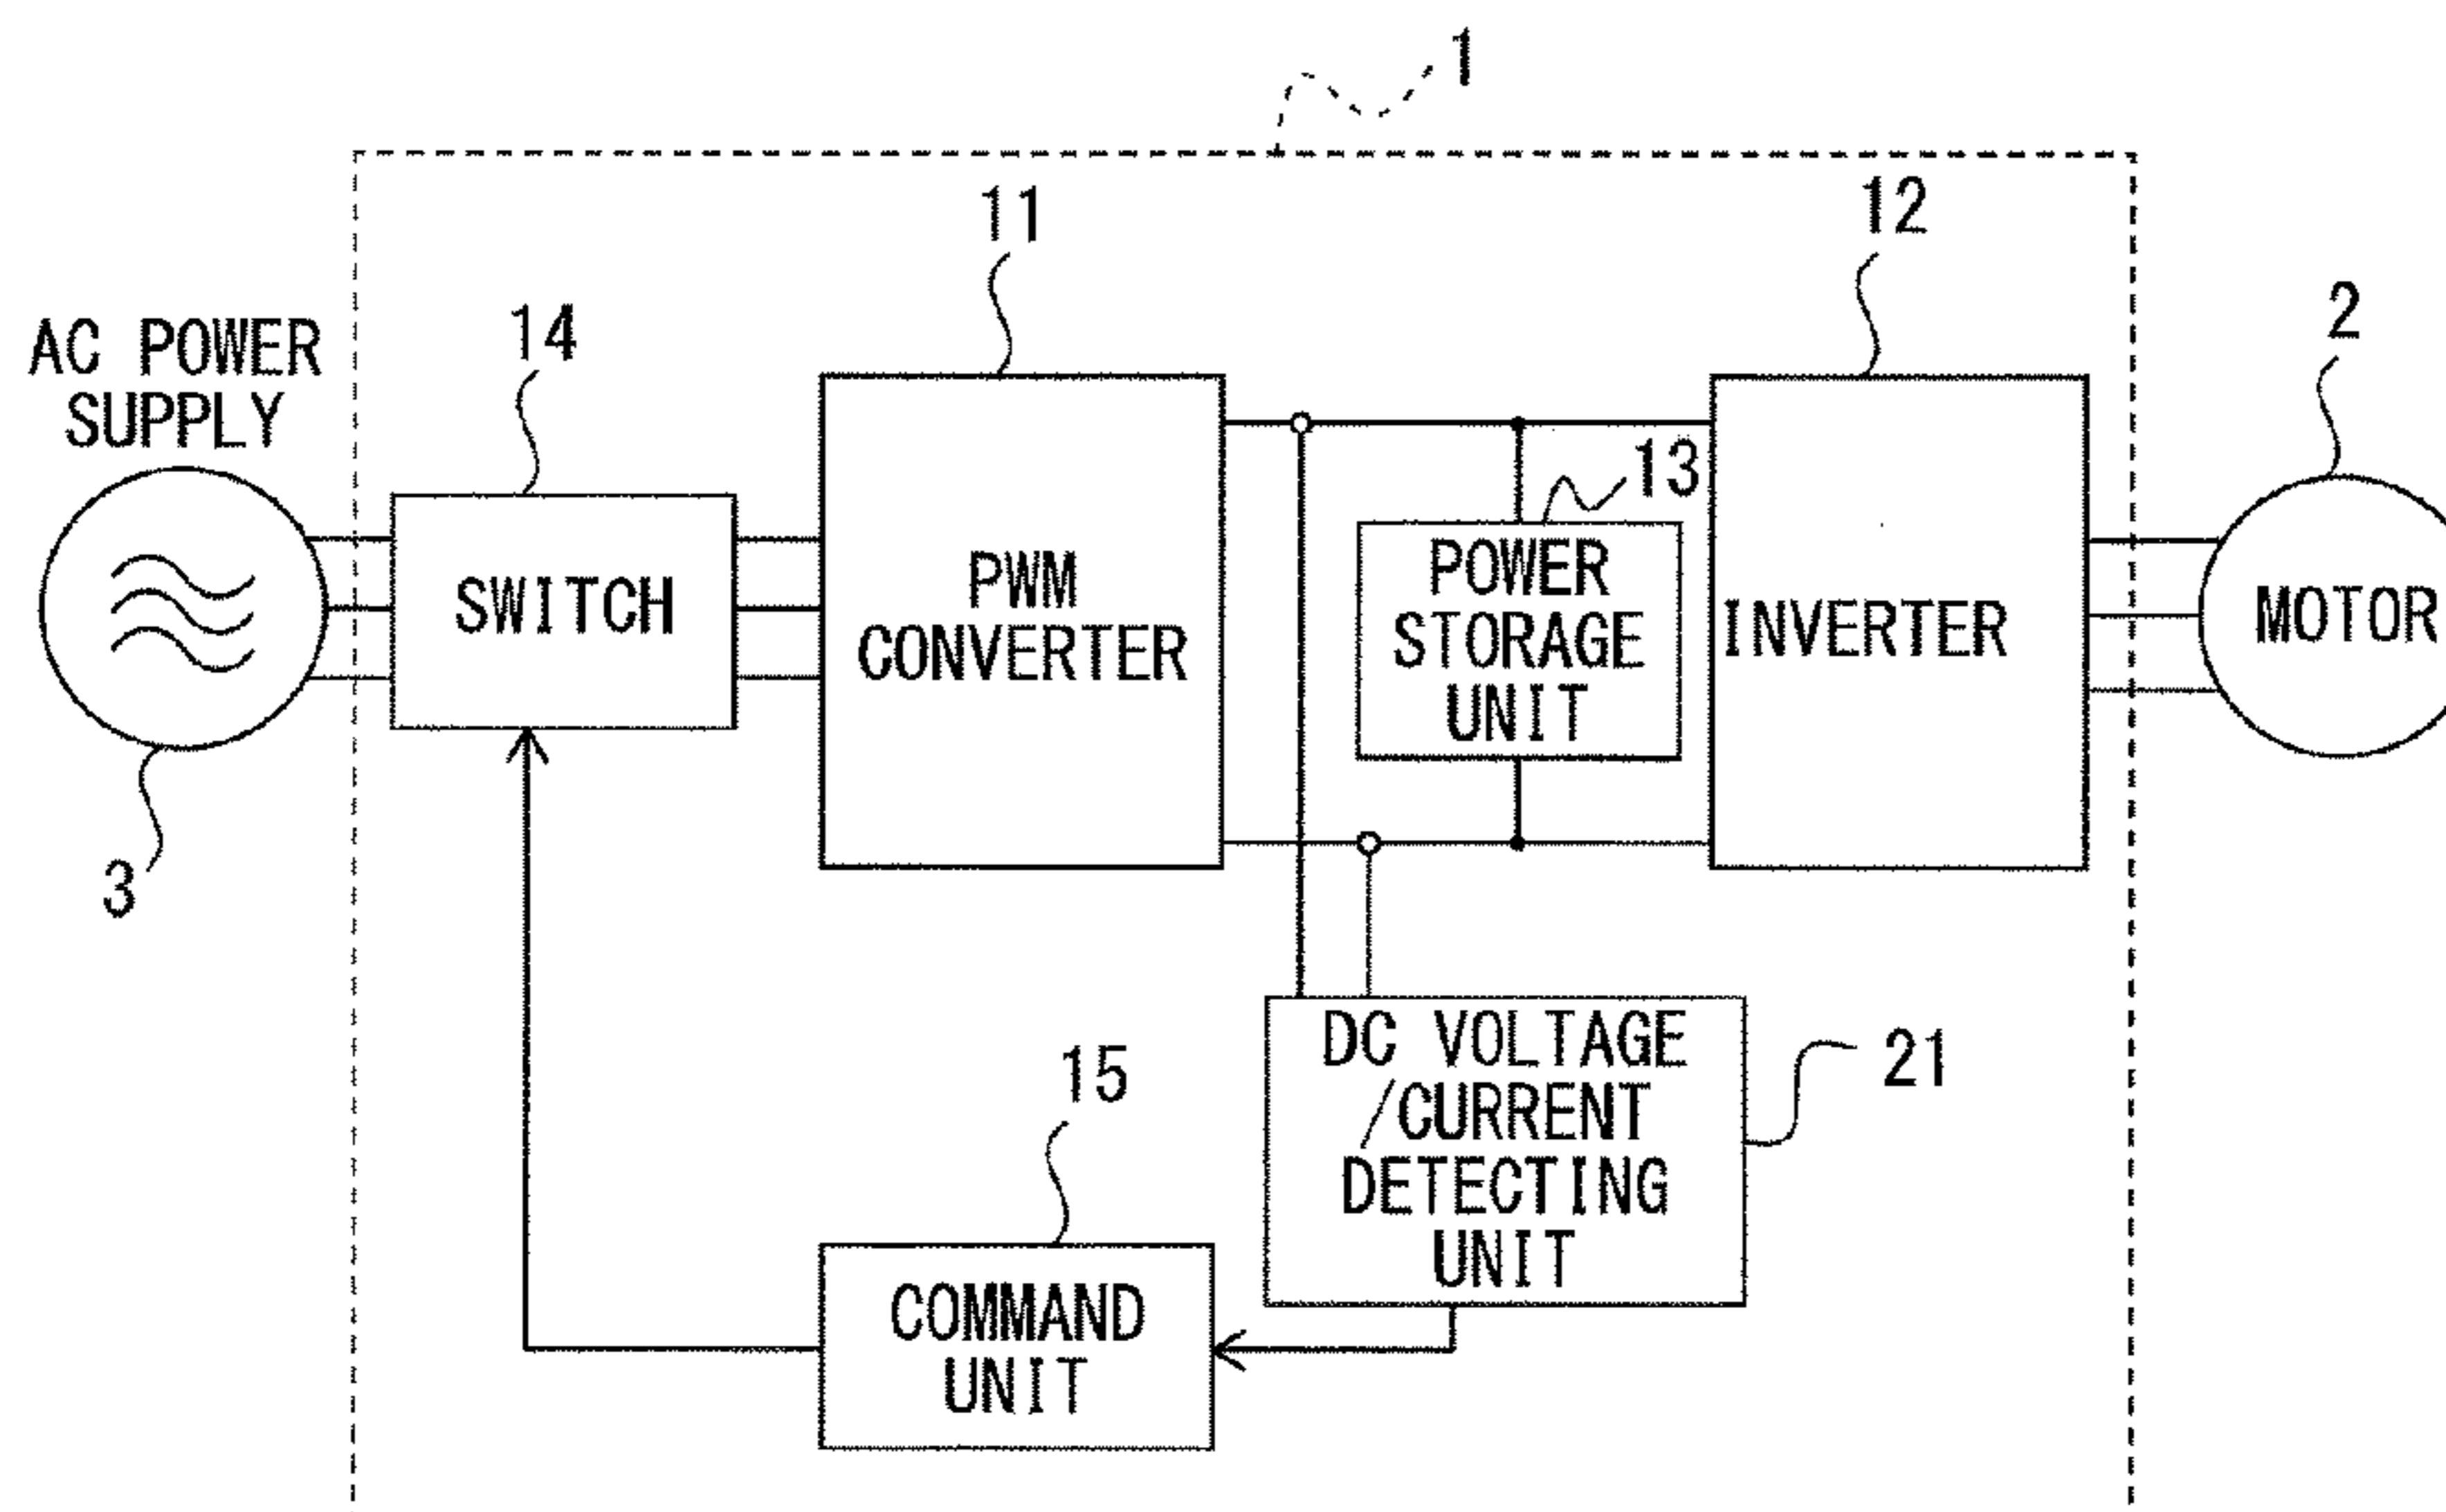 1
11
12
14
2
AC POWER
SUPPLY
13
SWITCH
PWM
CONVERTER
POWER
STORAGE
UNIT
INVERTER
MOTOR
3
DC VOLTAGE
/CURRENT
DETECTING
UNIT
21
15
COMMAND
UNIT